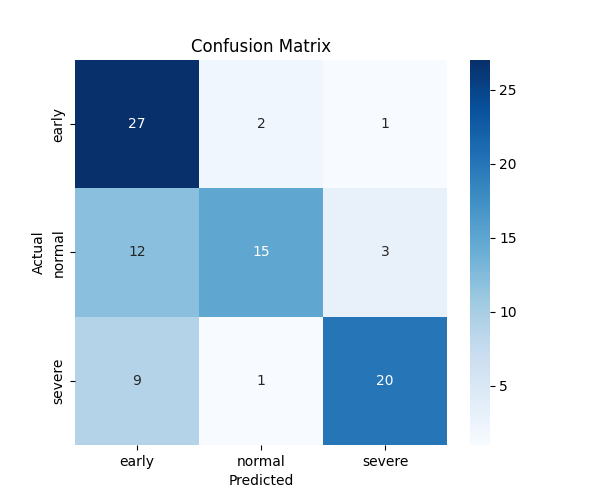 Confusion Matrix
Actual
early
27
2
1
normal
12
15
3
severe
9
1
20
early
normal
severe
Predicted
25
20
15
10
5